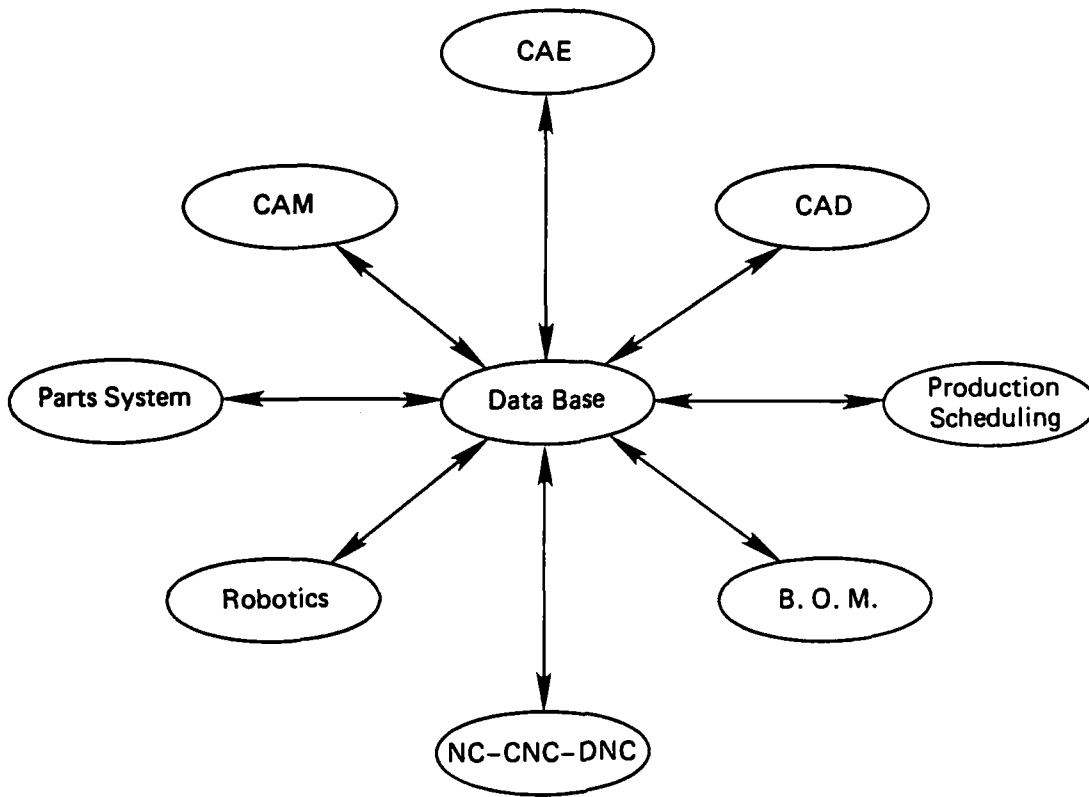 CAE
CAM
CAD
Parts System
Data Base
Production
Scheduling
Robotics
B. O. M.
NC-CNC-DNC